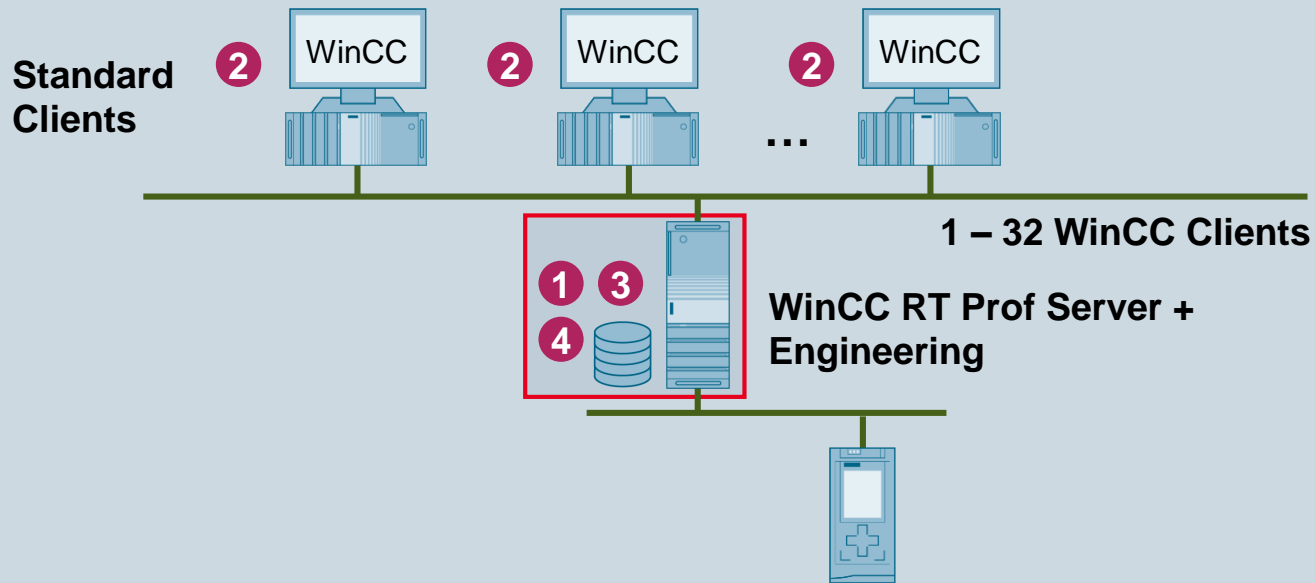 WinCC
WinCC
WinCC
2
2
2
Standard
Clients
...
1 – 32 WinCC Clients
1
3
4
WinCC RT Prof Server +
Engineering